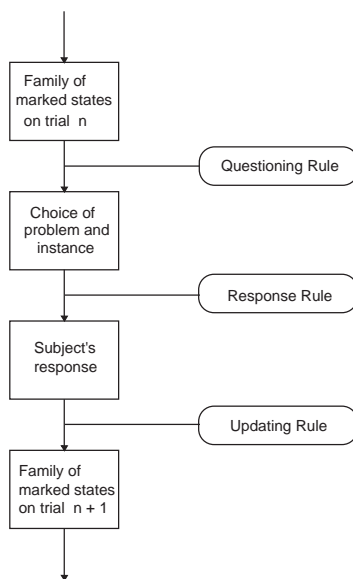 Family of
marked states
on trial n
Questioning Rule
Choice of
problem and
instance
Response Rule
Subject's
response
Updating Rule
Family of
marked states
on trial n + 1